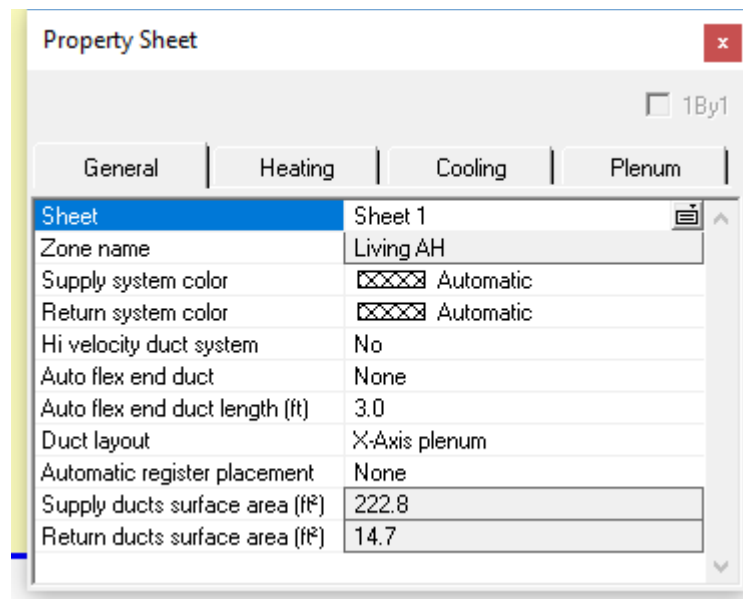 Property Sheet
x
1By1
General Heating Cooling Plenum
Sheet Sheet 1
Zone name Living AH
Supply system color Automatic
Return system color Automatic
Hi velocity duct system No
Auto flex end duct None
Auto flex end duct length (ft) 3.0
Duct layout X-Axis plenum
Automatic register placement None
Supply ducts surface area (ft²) 222.8
Return ducts surface area (ft²) 14.7